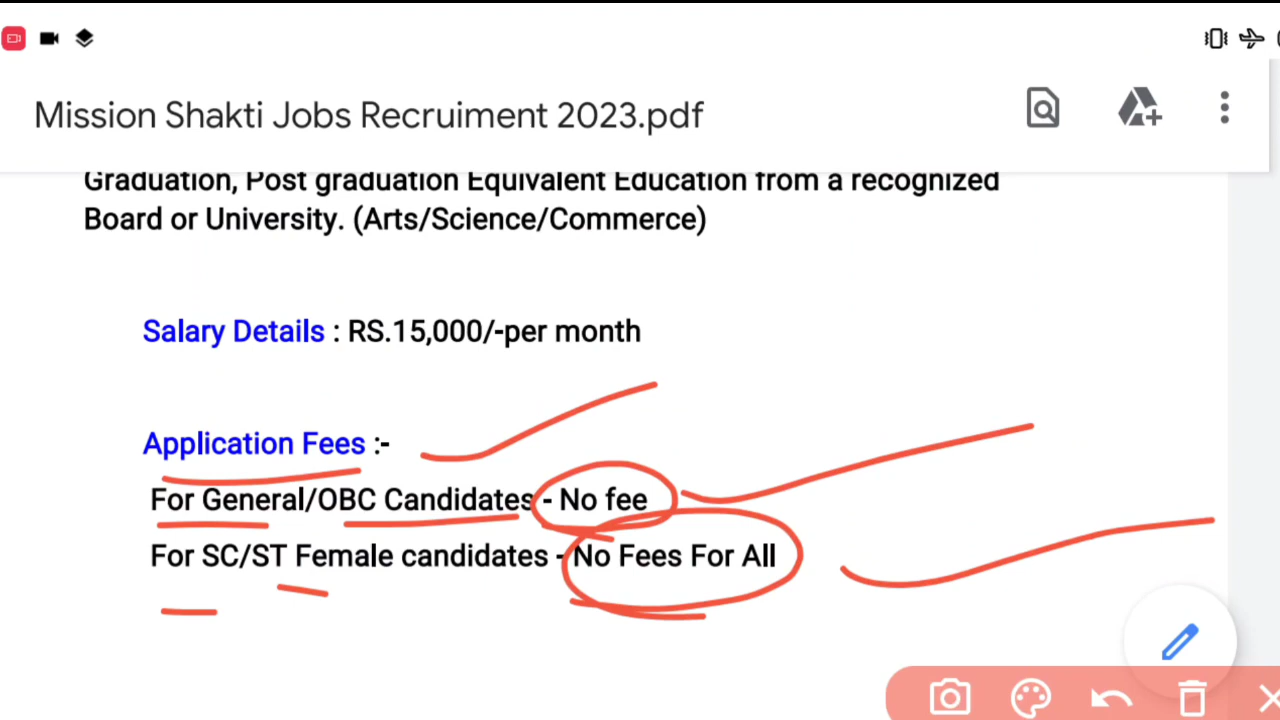 Mission Shakti Jobs Recruiment 2023.pdf
Graduation, Post graduation Equivalent Education from a recognized
Board or University. (Arts/Science/Commerce)
Salary Details : RS.15,000/-per month
Application Fees :-
For General/OBC Candidates - No fee
For SC/ST Female candidates - No Fees For All